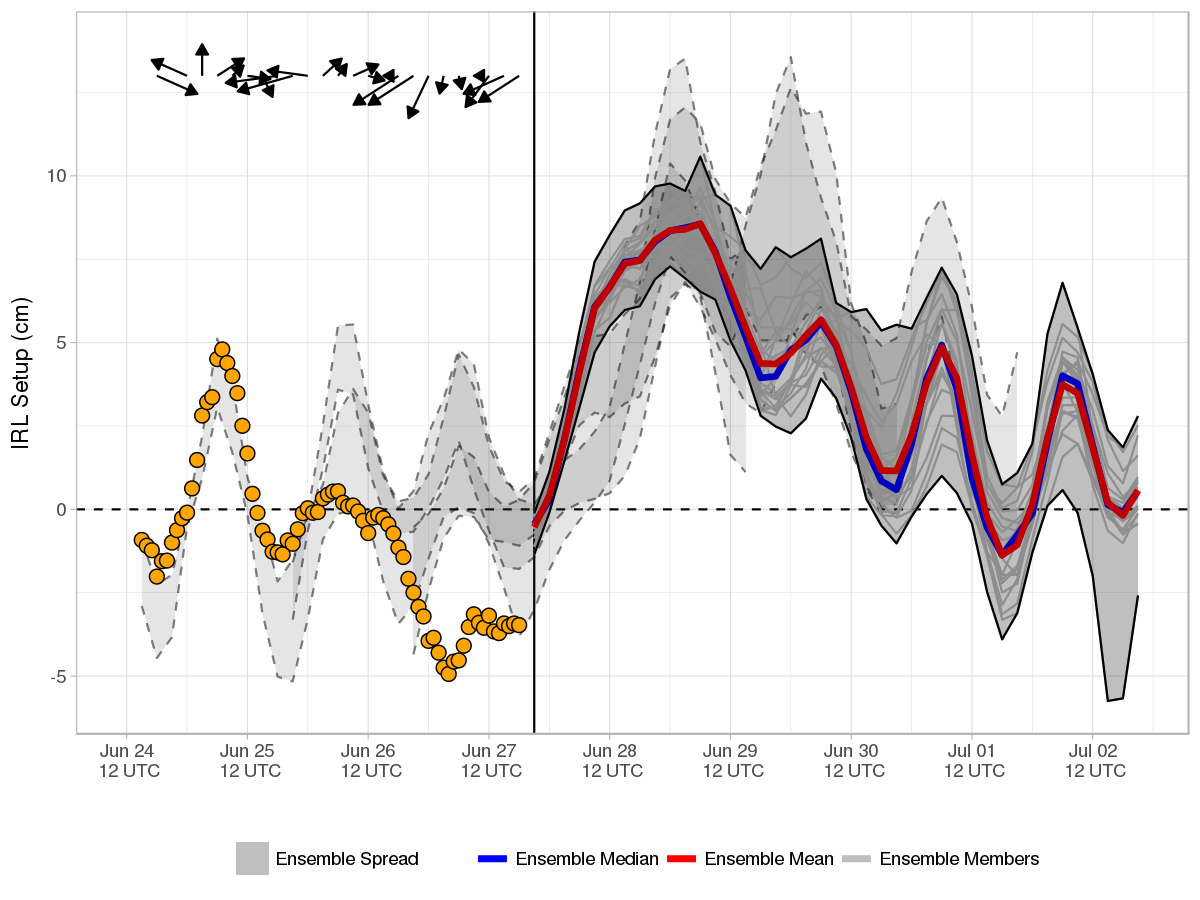 IRL Setup (cm)
10
5
0
-5
Jun 24
12 UTC
Jun 25
12 UTC
Jun 26
12 UTC
Jun 27
12 UTC
Jun 28
12 UTC
Jun 29
12 UTC
Jun 30
12 UTC
Jul 01
12 UTC
Jul 02
12 UTC
Ensemble Spread
Ensemble Median
Ensemble Mean
Ensemble Members